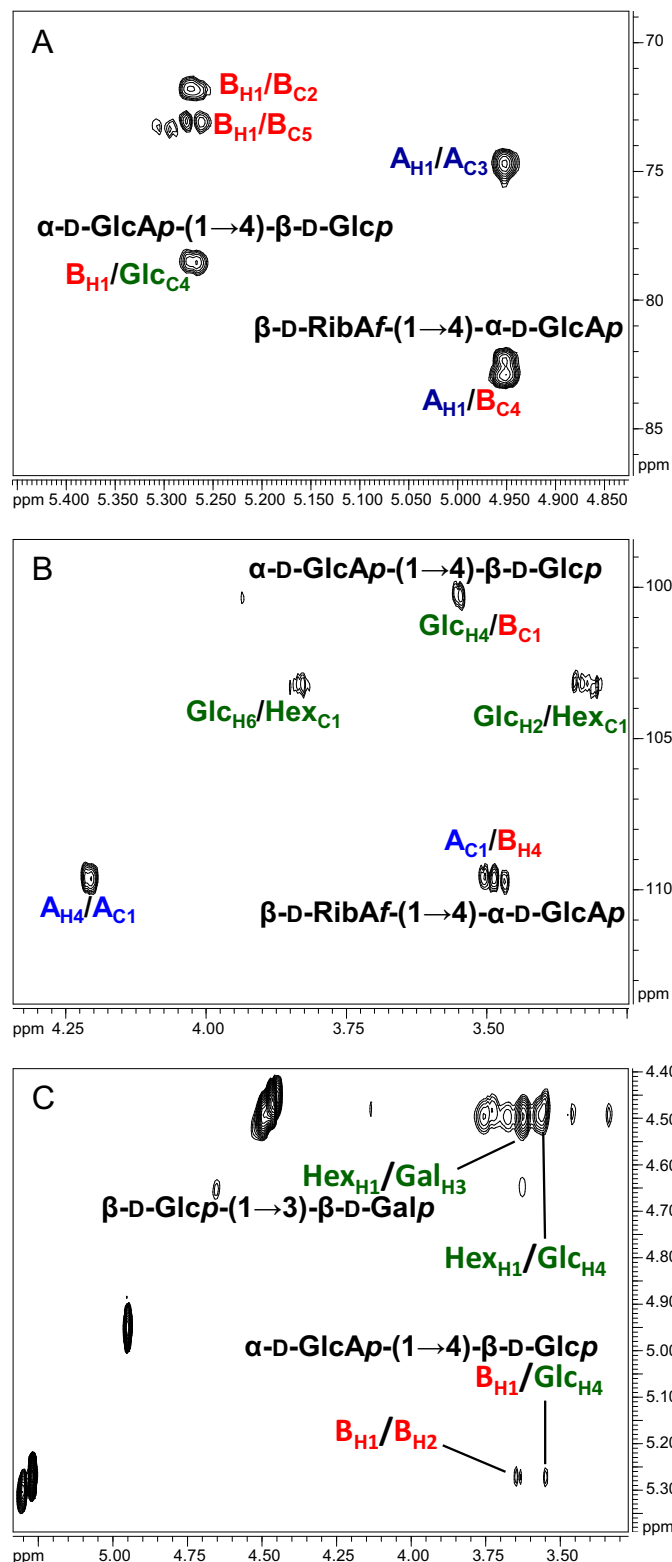 A
B_H1/B_C2
B_H1/B_C5
A_H1/A_C3
α-D-GlcAp-(1→4)-β-D-Glcp
B_H1/Glc_C4
β-D-RibAf-(1→4)-α-D-GlcAp
A_H1/B_C4
70
75
80
85
ppm
ppm 5.400 5.350 5.300 5.250 5.200 5.150 5.100 5.050 5.000 4.950 4.900 4.850
B
α-D-GlcAp-(1→4)-β-D-Glcp
Glc_H4/B_C1
Glc_H6/Hex_C1
Glc_H2/Hex_C1
A_C1/B_H4
A_H4/A_C1
β-D-RibAf-(1→4)-α-D-GlcAp
100
105
110
ppm
ppm 4.25 4.00 3.75 3.50
C
Hex_H1/Gal_H3
β-D-Glcp-(1→3)-β-D-Galp
Hex_H1/Glc_H4
α-D-GlcAp-(1→4)-β-D-Glcp
B_H1/Glc_H4
B_H1/B_H2
4.40
4.50
4.60
4.70
4.80
4.90
5.00
5.10
5.20
5.30
ppm
ppm 5.00 4.75 4.50 4.25 4.00 3.75 3.50